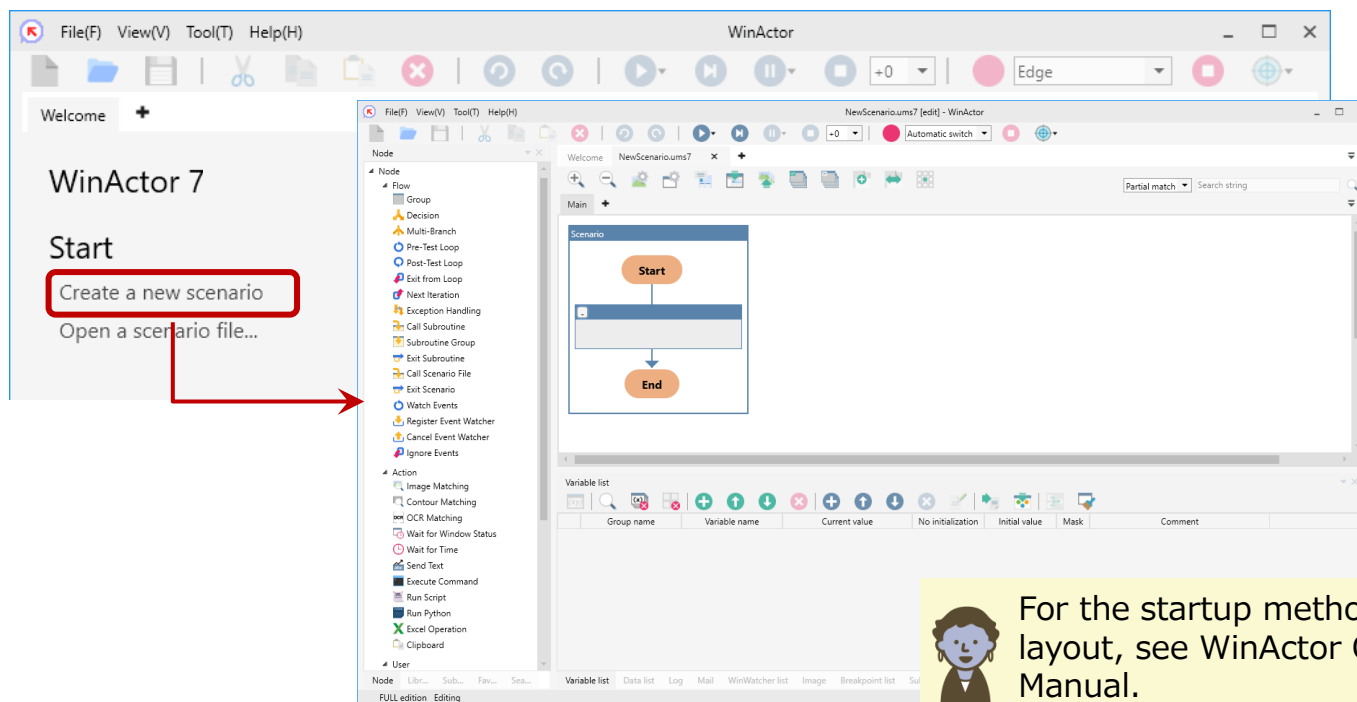 File(F) View(V) Tool(T) Help(H) WinActor
+0 Edge
Welcome
WinActor 7
Start
Create a new scenario
Open a scenario file...
File(F) View(V) Tool(T) Help(H) NewScenario.ums7 [edit] - WinActor
+0 Automatic switch
Node
Node
Flow
Group
Decision
Multi-Branch
Pre-Test Loop
Post-Test Loop
Exit from Loop
Next Iteration
Exception Handling
Call Subroutine
Subroutine Group
Exit Subroutine
Call Scenario File
Exit Scenario
Watch Events
Register Event Watcher
Cancel Event Watcher
Ignore Events
Action
Image Matching
Contour Matching
OCR Matching
Wait for Window Status
Wait for Time
Send Text
Execute Command
Run Script
Run Python
Excel Operation
Clipboard
User
Node Libr... Sub... Fav... Sea...
FULL edition Editing
Welcome NewScenario.ums7
Partial match Search string
Main
Scenario
Start
End
Variable list
Group name Variable name Current value No initialization Initial value Mask Comment
Variable list Data list Log Mail WinWatcher list Image Breakpoint list
For the startup metho
layout, see WinActor
Manual.